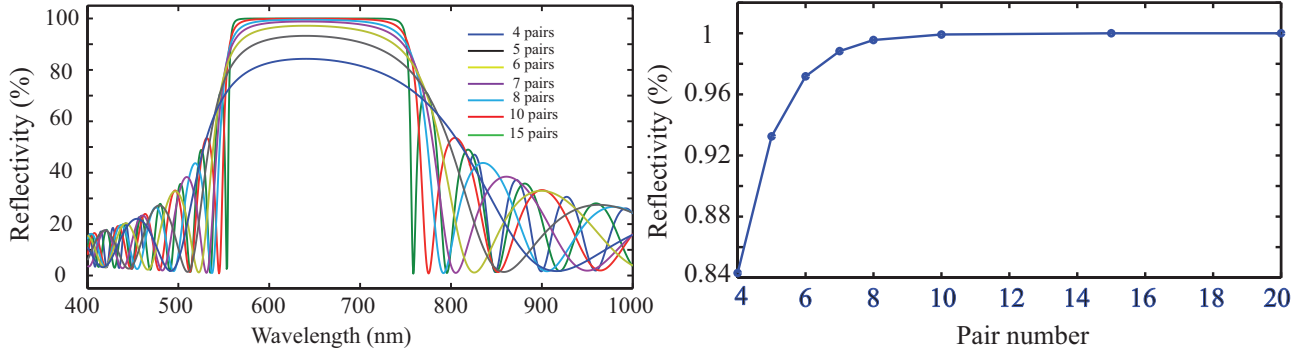 100
80
60
40
20
0
Reflectivity (%)
4 pairs
5 pairs
6 pairs
7 pairs
8 pairs
10 pairs
15 pairs
400 500 600 700 800 900 1000
Wavelength (nm)
1
0.96
0.92
0.88
0.84
Reflectivity (%)
4 6 8 10 12 14 16 18 20
Pair number